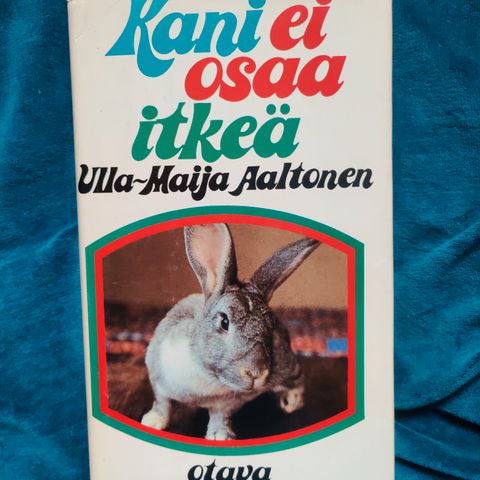 Kani ei
osaa
itkeä
Ulla-Maija Aaltonen
otava